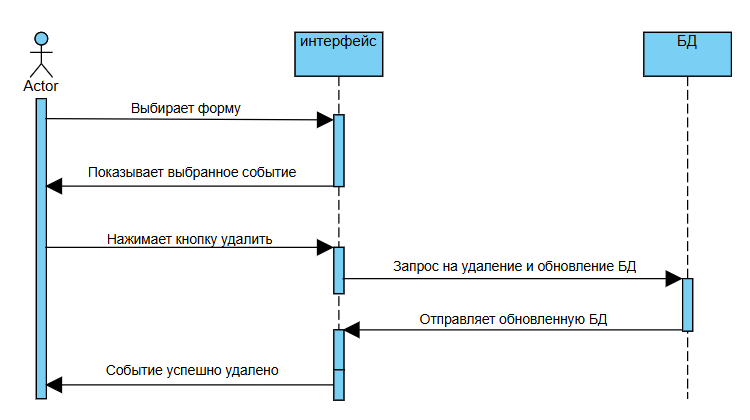 интерфейс
БД
Actor
Выбирает форму
Показывает выбранное событие
Нажимает кнопку удалить
Запрос на удаление и обновление БД
Отправляет обновленную БД
Событие успешно удалено